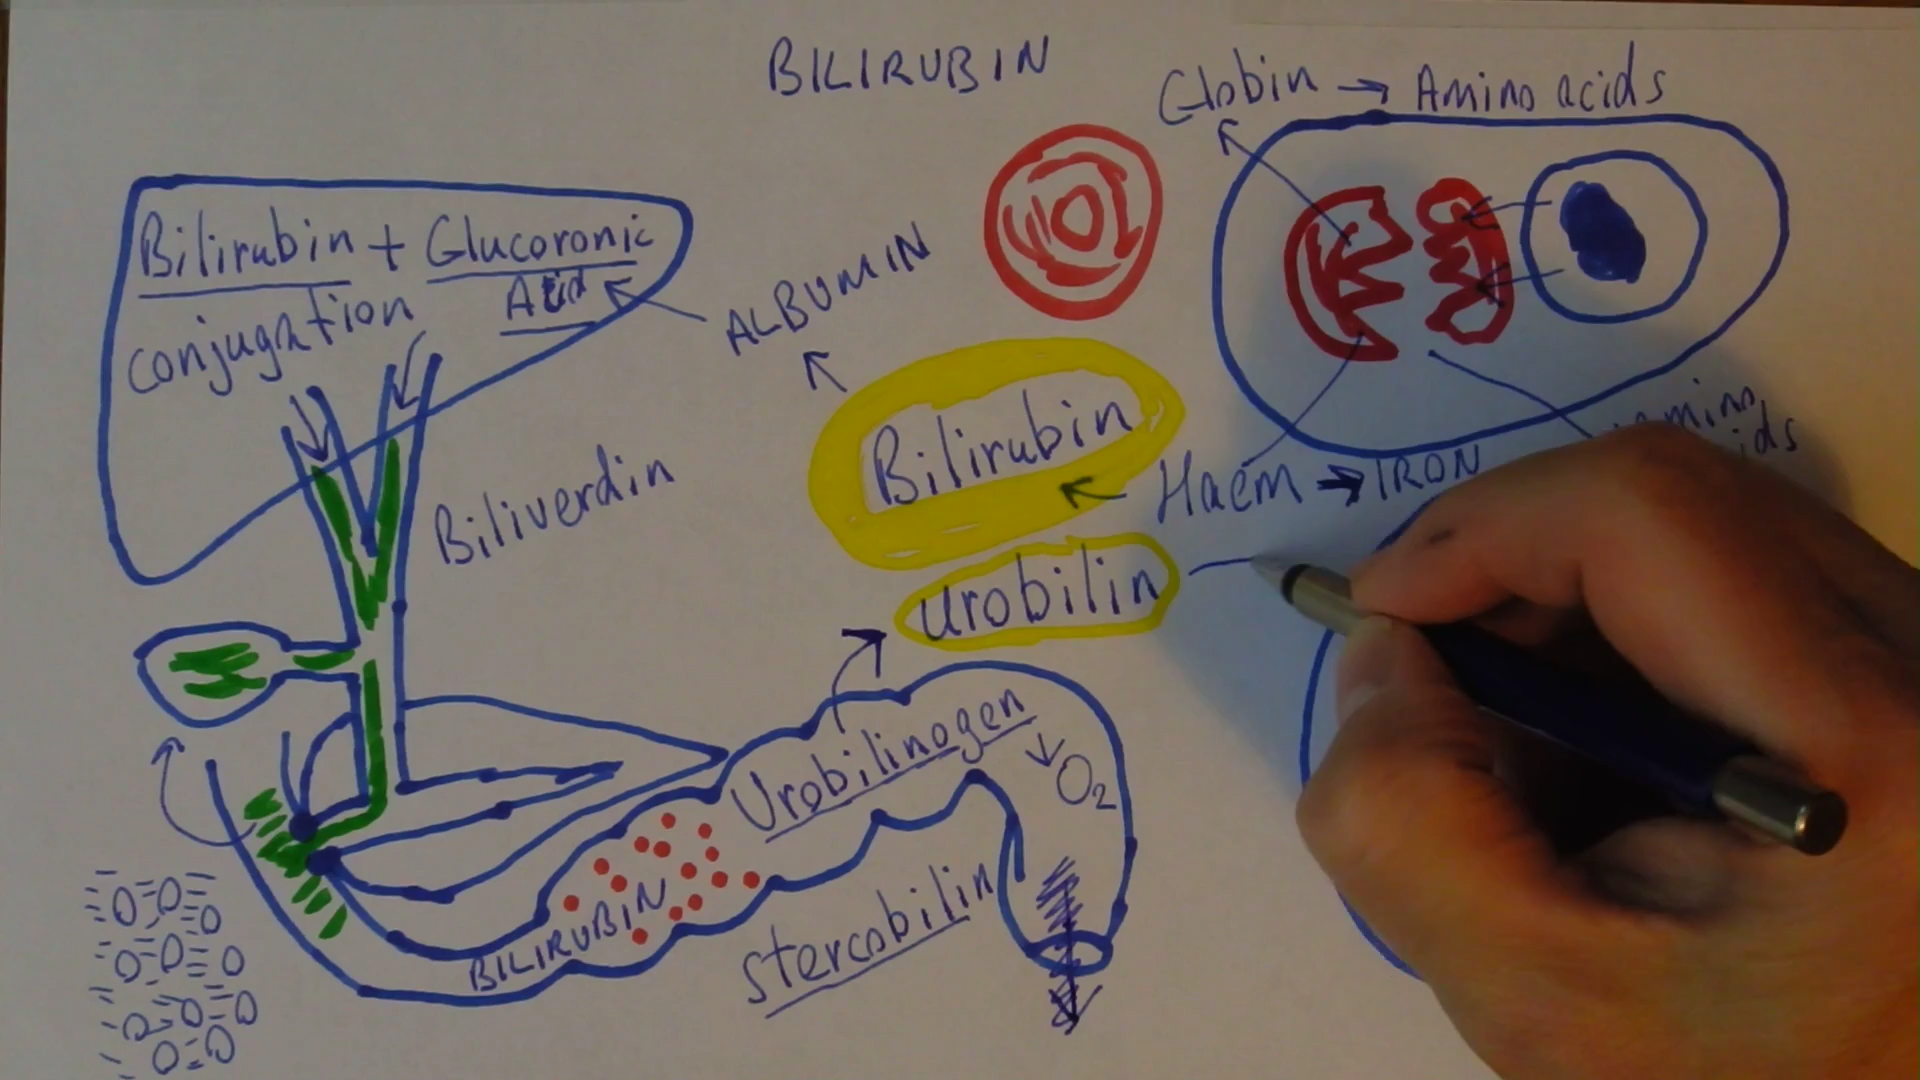 BILIRUBIN
Globin → Amino acids
Bilirubin + Glucoronic
Acid
conjugation
ALBUMIN
Bilirubin
Haem → IRON
Biliverdin
urobilin
Urobilinogen
O2
BILIRUBIN
stercobilin